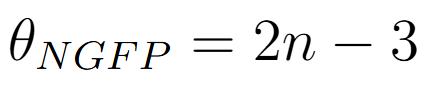 θ_{NGFP} = 2n − 3